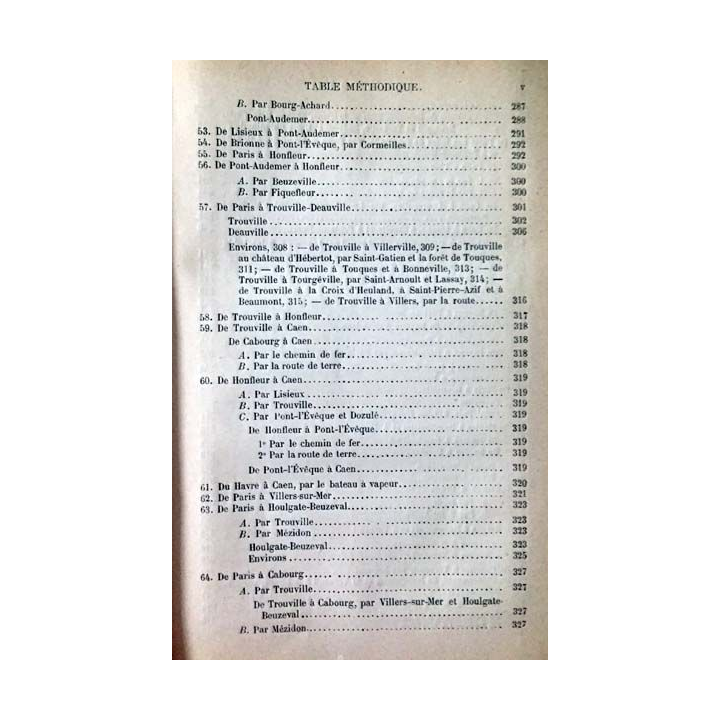 TABLE MÉTHODIQUE. v
B. Par Bourg-Achard 287
Pont-Audemer 288
53. De Lisieux à Pont-Audemer 291
54. De Brionne à Pont-l'Évêque, par Cormeilles 292
55. De Paris à Honfleur 292
56. De Pont-Audemer à Honfleur 300
A. Par Beuzeville 300
B. Par Fiquefleur 300
57. De Paris à Trouville-Deauville 301
Trouville 302
Deauville 306
Environs, 308 : — de Trouville à Villerville, 309; — de Trouville
au château d'Hébertot, par Saint-Gatien et la forêt de Touques,
311; — de Trouville à Touques et à Bonneville, 313; — de
Trouville à Tourgéville, par Saint-Arnoult et Lassay, 314; —
de Trouville à la Croix d'Heuland, à Saint-Pierre-Azif et à
Beaumont, 315; — de Trouville à Villers, par la route 316
58. De Trouville à Honfleur 317
59. De Trouville à Caen 318
De Cabourg à Caen 318
A. Par le chemin de fer 318
B. Par la route de terre 318
60. De Honfleur à Caen 319
A. Par Lisieux 319
B. Par Trouville 319
C. Par Pont-l'Évêque et Dozulé 319
De Honfleur à Pont-l'Évêque 319
1° Par le chemin de fer 319
2° Par la route de terre 319
De Pont-l'Évêque à Caen 319
61. Du Havre à Caen, par le bateau à vapeur 320
62. De Paris à Villers-sur-Mer 321
63. De Paris à Houlgate-Beuzeval 323
A. Par Trouville 323
B. Par Mézidon 323
Houlgate-Beuzeval 323
Environs 325
64. De Paris à Cabourg 327
A. Par Trouville 327
De Trouville à Cabourg, par Villers-sur-Mer et Houlgate-
Beuzeval 327
B. Par Mézidon 327